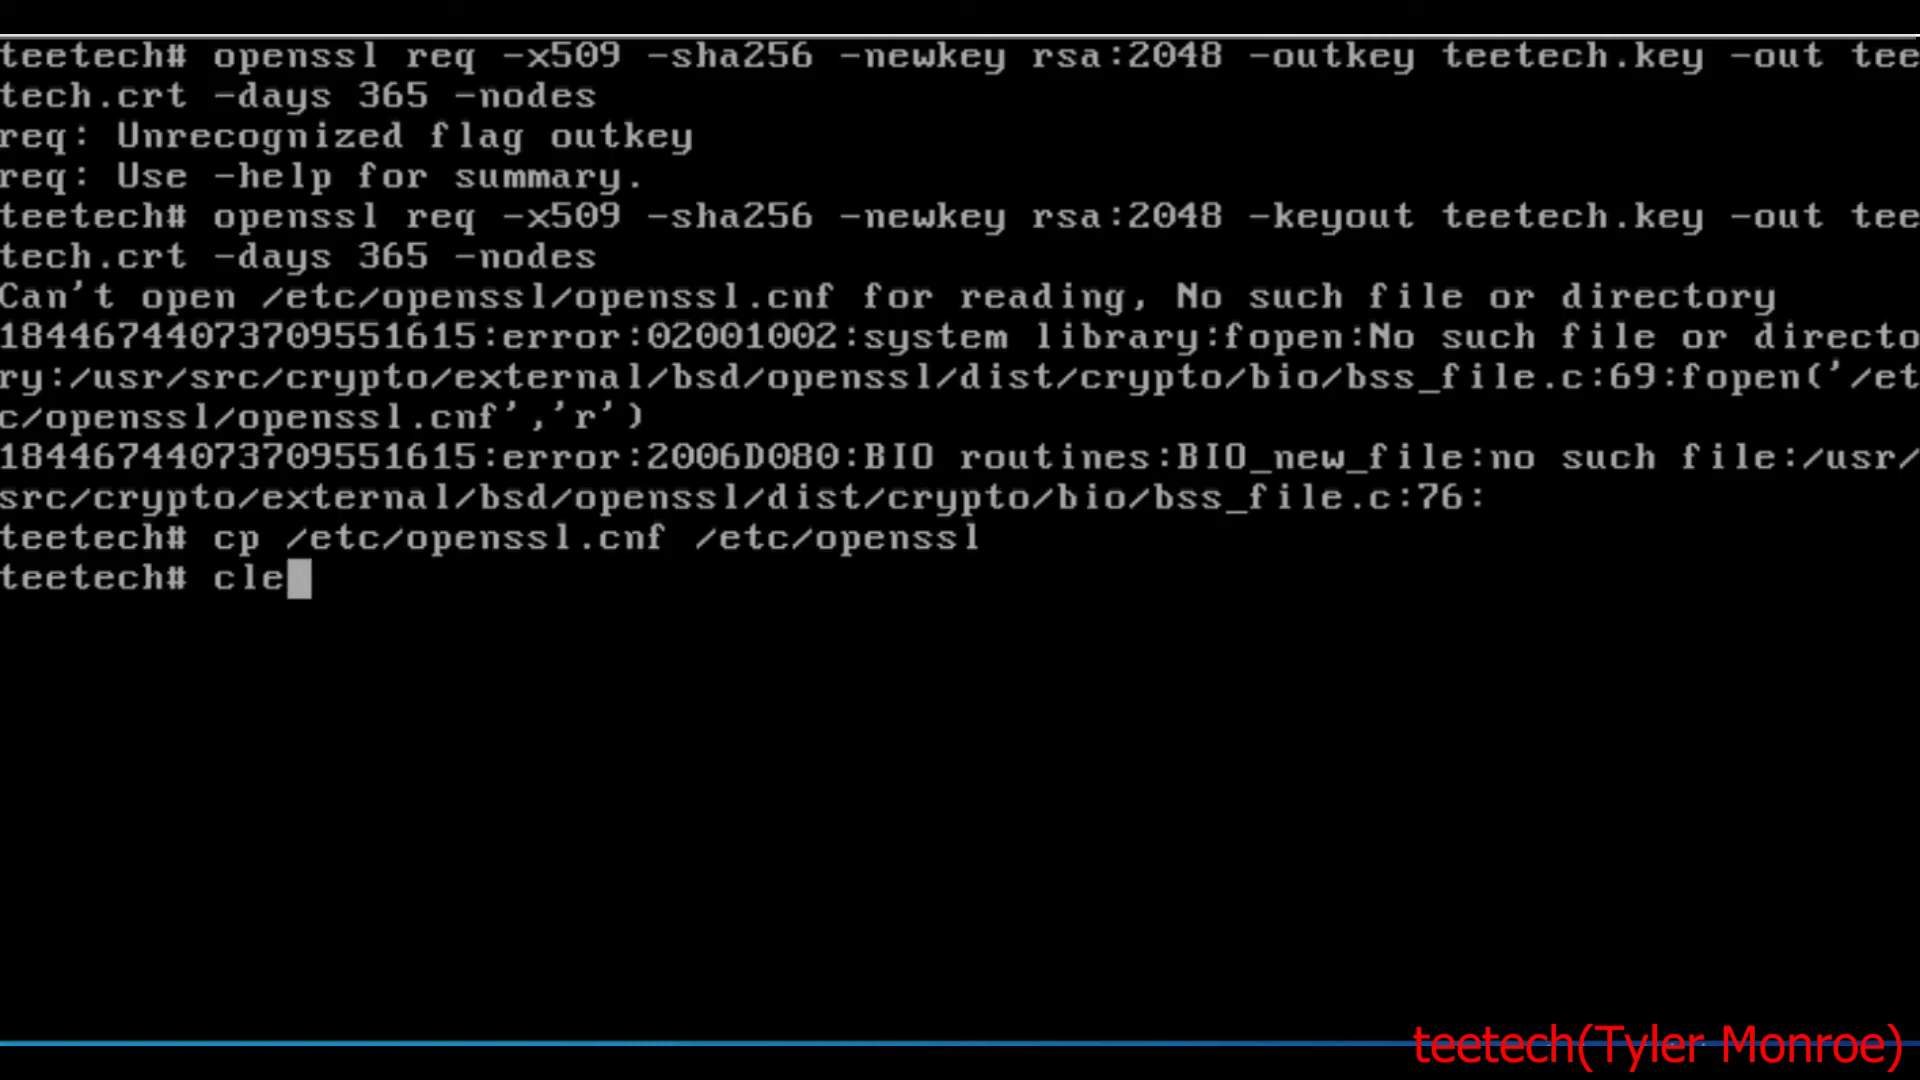 teetech# openssl req -x509 -sha256 -newkey rsa:2048 -outkey teetech.key -out tee
tech.crt -days 365 -nodes
req: Unrecognized flag outkey
req: Use -help for summary.
teetech# openssl req -x509 -sha256 -newkey rsa:2048 -keyout teetech.key -out tee
tech.crt -days 365 -nodes
Can't open /etc/openssl/openssl.cnf for reading, No such file or directory
18446744073709551615:error:02001002:system library:fopen:No such file or directo
ry:/usr/src/crypto/external/bsd/openssl/dist/crypto/bio/bss_file.c:69:fopen('/et
c/openssl/openssl.cnf','r')
18446744073709551615:error:2006D080:BIO routines:BIO_new_file:no such file:/usr/
src/crypto/external/bsd/openssl/dist/crypto/bio/bss_file.c:76:
teetech# cp /etc/openssl.cnf /etc/openssl
teetech# cle
teetech(Tyler Monroe)